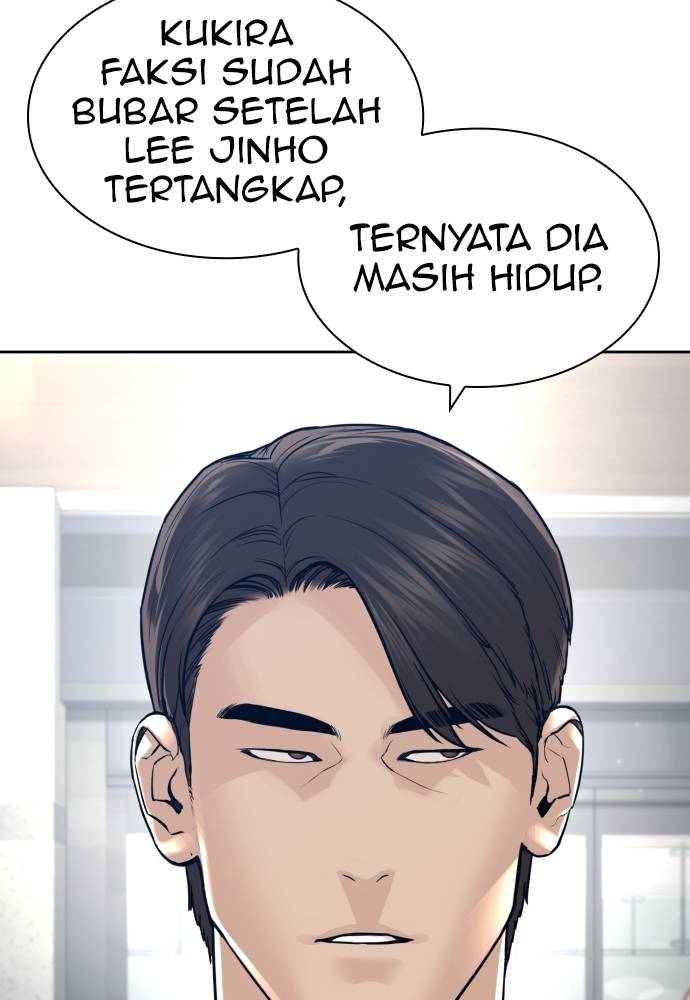 KUKIRA
FAKSI SUDAH
BUBAR SETELAH
LEE JINHO
TERTANGKAP,
TERNYATA DIA
MASIH HIDUP.